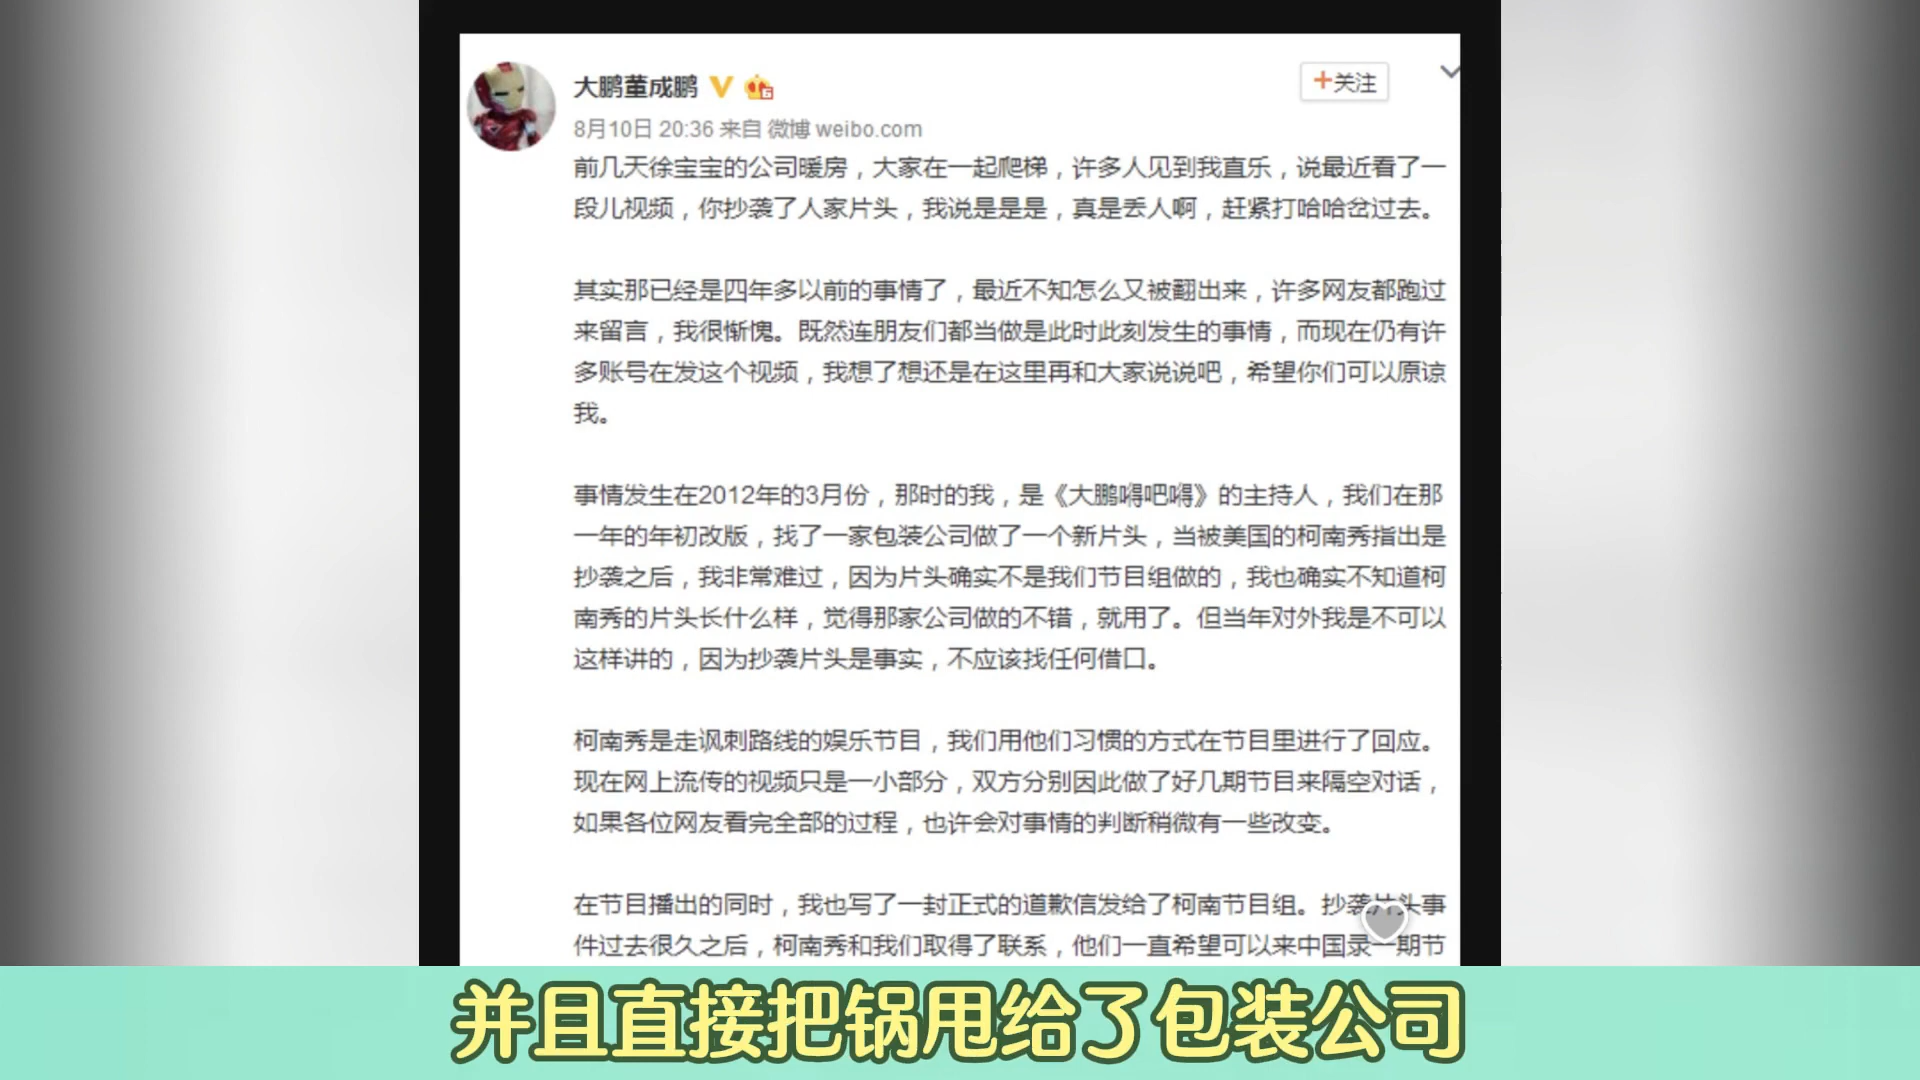 大鹏董成鹏
+关注
8月10日 20:36 来自 微博 weibo.com
前几天徐宝宝的公司暖房，大家在一起爬梯，许多人见到我直乐，说最近看了一
段儿视频，你抄袭了人家片头，我说是是是，真是丢人啊，赶紧打哈哈岔过去。
其实那已经是四年多以前的事情了，最近不知怎么又被翻出来，许多网友都跑过
来留言，我很惭愧。既然连朋友们都当做是此时此刻发生的事情，而现在仍有许
多账号在发这个视频，我想了想还是在这里再和大家说说吧，希望你们可以原谅
我。
事情发生在2012年的3月份，那时的我，是《大鹏嘚吧嘚》的主持人，我们在那
一年的年初改版，找了一家包装公司做了一个新片头，当被美国的柯南秀指出是
抄袭之后，我非常难过，因为片头确实不是我们节目组做的，我也确实不知道柯
南秀的片头长什么样，觉得那家公司做的不错，就用了。但当年对外我是不可以
这样讲的，因为抄袭片头是事实，不应该找任何借口。
柯南秀是走讽刺路线的娱乐节目，我们用他们习惯的方式在节目里进行了回应。
现在网上流传的视频只是一小部分，双方分别因此做了好几期节目来隔空对话，
如果各位网友看完全部的过程，也许会对事情的判断稍微有一些改变。
在节目播出的同时，我也写了一封正式的道歉信发给了柯南节目组。抄袭片头事
件过去很久之后，柯南秀和我们取得了联系，他们一直希望可以来中国录一期节
并且直接把锅甩给了包装公司